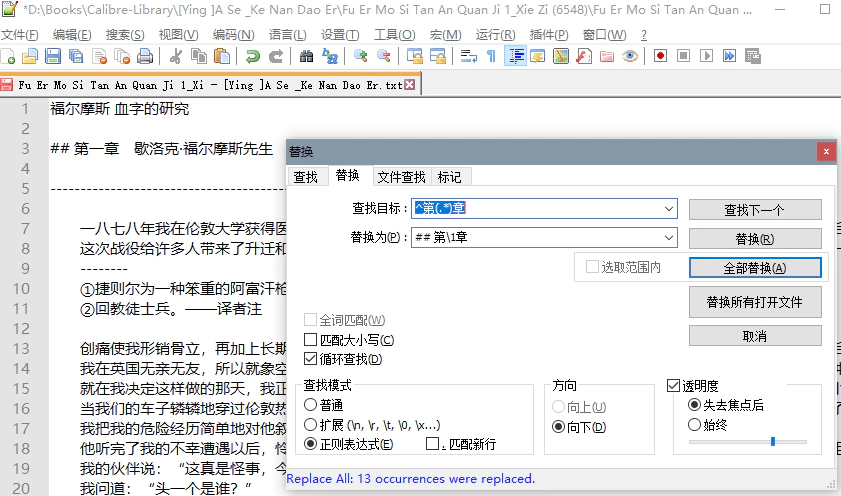 *D:\Books\Calibre-Library\[Ying ]A Se _Ke Nan Dao Er\Fu Er Mo Si Tan An Quan Ji 1_Xie Zi (6548)\Fu Er Mo Si Tan An Quan Ji
文件(F) 编辑(E) 搜索(S) 视图(V) 编码(N) 语言(L) 设置(T) 工具(O) 宏(M) 运行(R) 插件(P) 窗口(W) ?
Fu Er Mo Si Tan An Quan Ji 1_Xi - [Ying ]A Se _Ke Nan Dao Er.txt
1 福尔摩斯 血字的研究
2
3 ## 第一章 歇洛克·福尔摩斯先生
4
5 ----------------------------------------
6
7 一八七八年我在伦敦大学获得医
8 这次战役给许多人带来了升迁和
9 --------
10 ①捷则尔为一种笨重的阿富汗枪
11 ②回教徒士兵。——译者注
12
13 创痛使我形销骨立，再加上长期
14 我在英国无亲无友，所以就象空
15 就在我决定这样做的那天，我正
16 当我们的车子辚辚地穿过伦敦热
17 我把我的危险经历简单地对他叙
18 他听完了我的不幸遭遇以后，怜
19 我的伙伴说：“这真是怪事，今
20 我问道：“头一个是谁？”
替换 x
查找 替换 文件查找 标记
查找目标： ^第(.*)章 查找下一个
替换为(P)： ## 第\1章 替换(R)
选取范围内 全部替换(A)
替换所有打开文件
全词匹配(W) 取消
匹配大小写(C)
循环查找(D)
查找模式 方向 透明度
普通 向上(U) 失去焦点后
扩展 (\n, \r, \t, \0, \x...) 向下(D) 始终
正则表达式(E) . 匹配新行
Replace All: 13 occurrences were replaced.